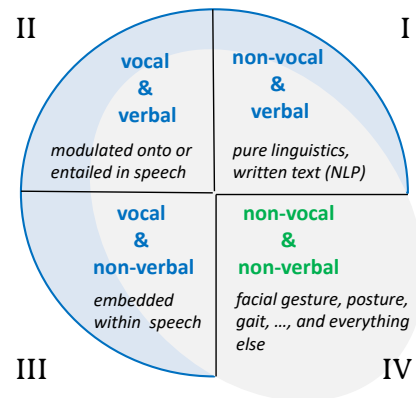 II
I
vocal
&
verbal
modulated onto or
entailed in speech
non-vocal
&
verbal
pure linguistics,
written text (NLP)
vocal
&
non-verbal
embedded
within speech
non-vocal
&
non-verbal
facial gesture, posture,
gait, ..., and everything
else
III
IV